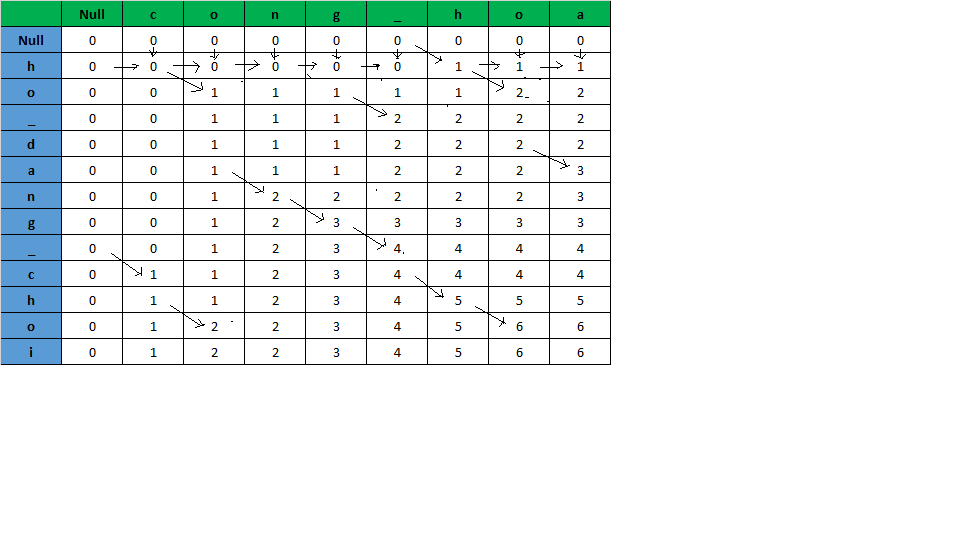 Null c o n g _ h o a
Null 0 0 0 0 0 0 0 0 0
h 0 0 0 0 0 0 1 1 1
o 0 0 1 1 1 1 1 2 2
_ 0 0 1 1 1 2 2 2 2
d 0 0 1 1 1 2 2 2 2
a 0 0 1 1 1 2 2 2 3
n 0 0 1 2 2 2 2 2 3
g 0 0 1 2 3 3 3 3 3
_ 0 0 1 2 3 4 4 4 4
c 0 1 1 2 3 4 4 4 4
h 0 1 1 2 3 4 5 5 5
o 0 1 2 2 3 4 5 6 6
i 0 1 2 2 3 4 5 6 6